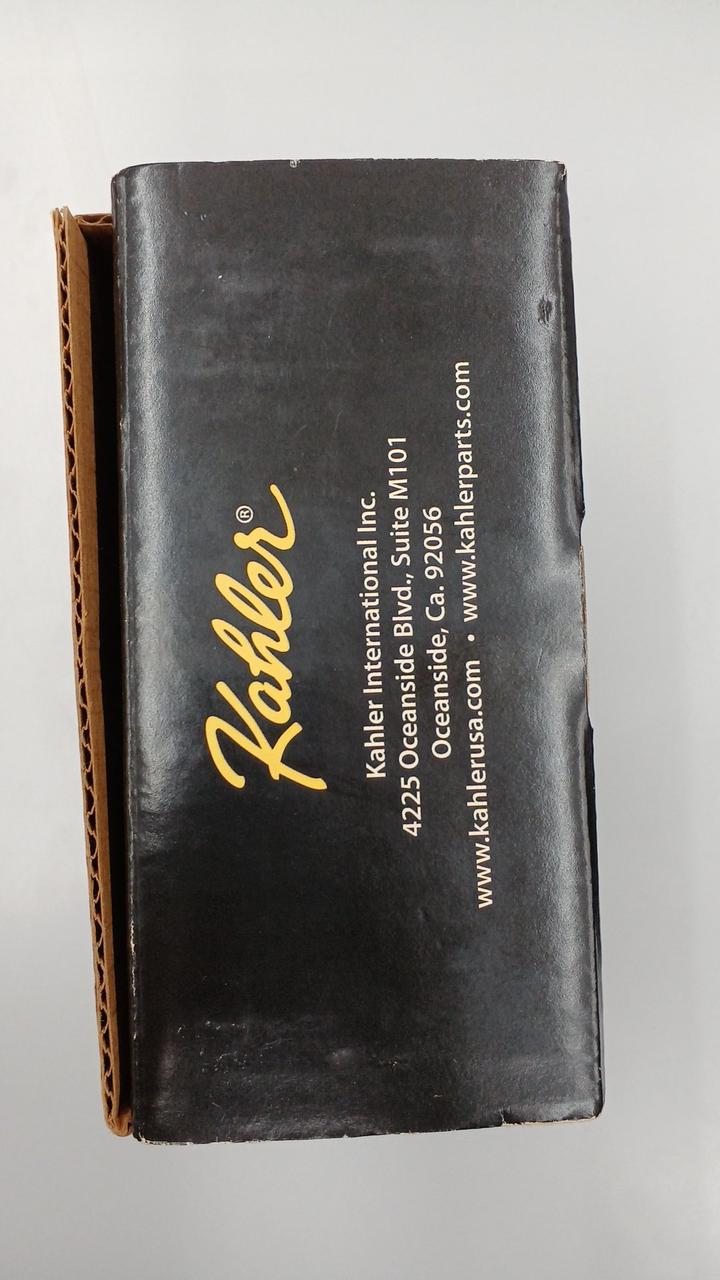 Kahler®
Kahler International Inc.
4225 Oceanside Blvd., Suite M101
Oceanside, Ca. 92056
www.kahlerusa.com • www.kahlerparts.com